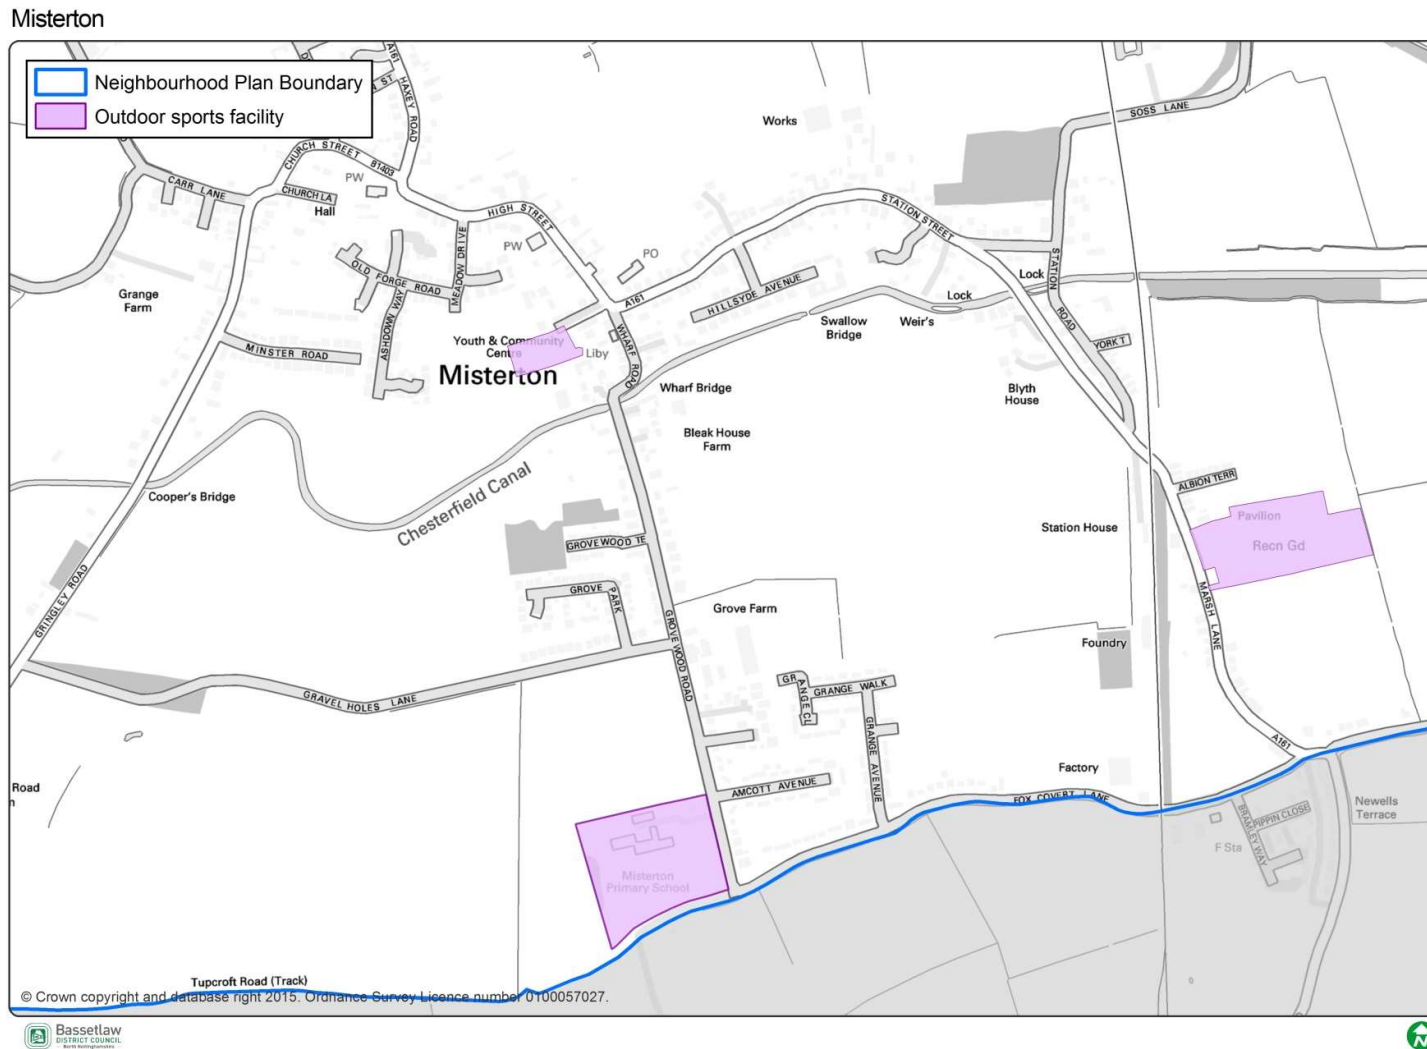 Misterton
Neighbourhood Plan Boundary
Outdoor sports facility
A161
HAXEY ROAD
SOSS LANE
Works
CHURCH STREET B1403
PW
CARR LANE
CHURCH LA
Hall
HIGH STREET
STATION STREET
PW
MEADOW DRIVE
PO
OLD FORGE ROAD
STATION ROAD
Lock
Grange
Farm
A161
HILLSYDE AVENUE
Lock
Swallow
Bridge
Weir's
ASHDOWN WAY
Youth & Community
Centre
Liby
WHARF ROAD
MINSTER ROAD
YORK T
Misterton
Wharf Bridge
Blyth
House
Bleak House
Farm
Cooper's Bridge
Chesterfield Canal
ALBION TERR
Pavilion
Station House
Recn Gd
GROVE WOOD TE
GRINGLEY ROAD
GROVE PARK
MARSH LANE
Grove Farm
GROVE WOOD ROAD
Foundry
GRAVEL HOLES LANE
GRANGE CL
GRANGE WALK
GRANGE AVENUE
A161
Factory
AMCOTT AVENUE
Road
FOX COVERT LANE
Newells
Terrace
BRAMLEY WAY
PIPPIN CLOSE
F Sta
Misterton
Primary School
Tupcroft Road (Track)
© Crown copyright and database right 2015. Ordnance Survey Licence number 0100057027.
Bassetlaw
DISTRICT COUNCIL
North Nottinghamshire
N